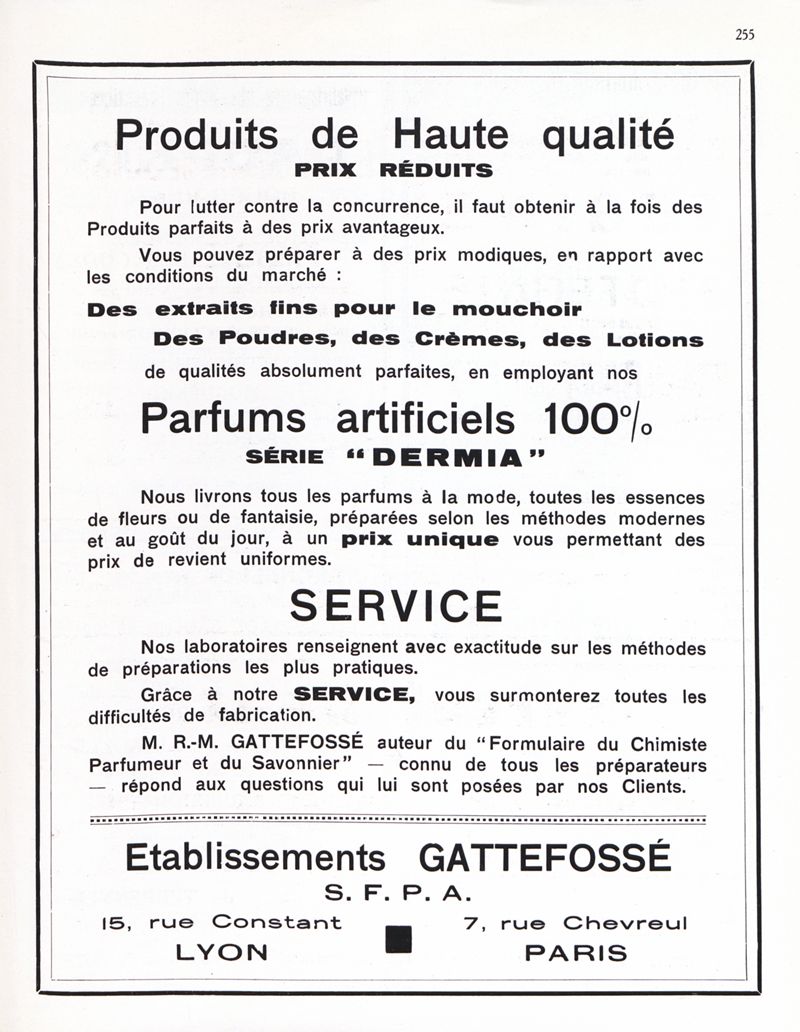 255
Produits de Haute qualité
PRIX RÉDUITS
Pour lutter contre la concurrence, il faut obtenir à la fois des
Produits parfaits à des prix avantageux.
Vous pouvez préparer à des prix modiques, en rapport avec
les conditions du marché :
Des extraits fins pour le mouchoir
Des Poudres, des Crèmes, des Lotions
de qualités absolument parfaites, en employant nos
Parfums artificiels 100%
SÉRIE “DERMIA”
Nous livrons tous les parfums à la mode, toutes les essences
de fleurs ou de fantaisie, préparées selon les méthodes modernes
et au goût du jour, à un prix unique vous permettant des
prix de revient uniformes.
SERVICE
Nos laboratoires renseignent avec exactitude sur les méthodes
de préparations les plus pratiques.
Grâce à notre SERVICE, vous surmonterez toutes les
difficultés de fabrication.
M. R.-M. GATTEFOSSÉ auteur du “Formulaire du Chimiste
Parfumeur et du Savonnier” — connu de tous les préparateurs
— répond aux questions qui lui sont posées par nos Clients.
Etablissements GATTEFOSSÉ
S. F. P. A.
15, rue Constant 7, rue Chevreul
LYON PARIS